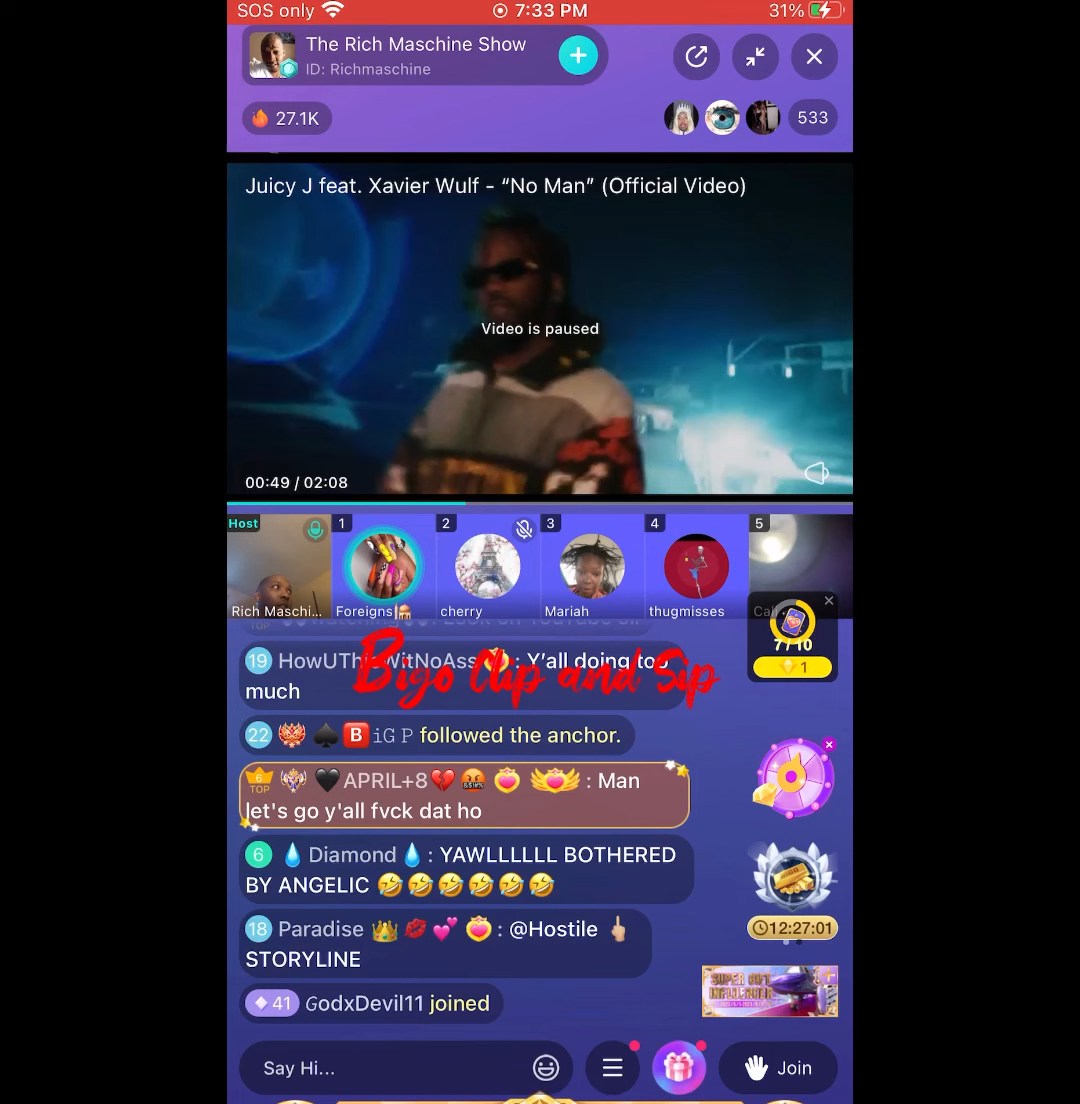 SOS only 7:33 PM 31%
The Rich Maschine Show
ID: Richmaschine
27.1K 533
Juicy J feat. Xavier Wulf - “No Man” (Official Video)
Video is paused
00:49 / 02:08
Host 1 2 3 4 5
Rich Maschi... Foreigns cherry Mariah thugmisses
7/10
1
19 HowUTh WitNoAss : Y’all doing too
much
Bigo Clip and Sip
22 B iG P followed the anchor.
6 TOP APRIL+8 : Man
let's go y'all fvck dat ho
6 Diamond : YAWLLLLLL BOTHERED
BY ANGELIC
18 Paradise : @Hostile
STORYLINE
12:27:01
SUPER GIFT
41 GodxDevil11 joined
Say Hi... Join